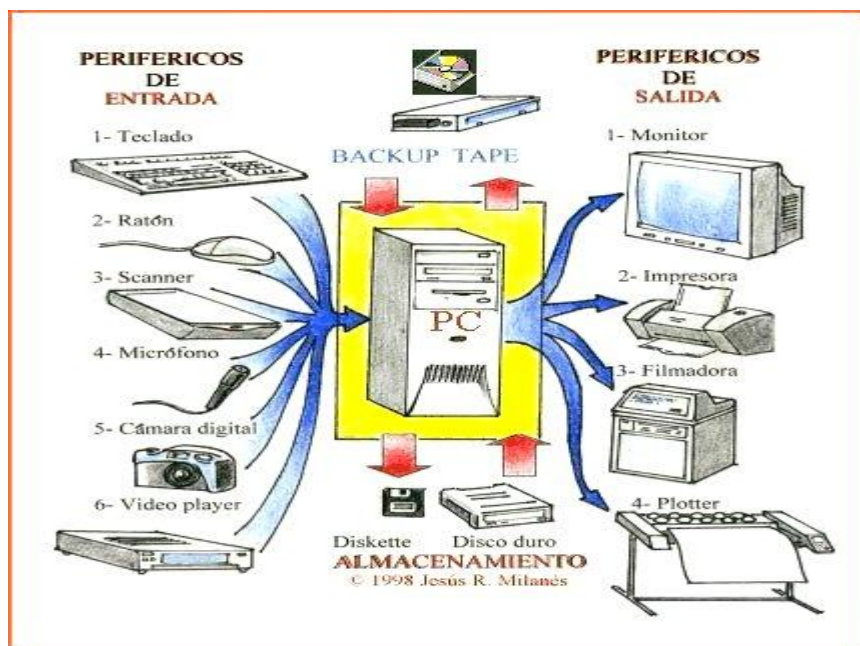 PERIFERICOS
DE
ENTRADA
1- Teclado
2- Ratón
3- Scanner
4- Micrófono
5- Cámara digital
6- Video player
BACKUP TAPE
PC
Diskette
Disco duro
ALMACENAMIENTO
© 1998 Jesús R. Milanés
PERIFERICOS
DE
SALIDA
1- Monitor
2- Impresora
3- Filmadora
4- Plotter